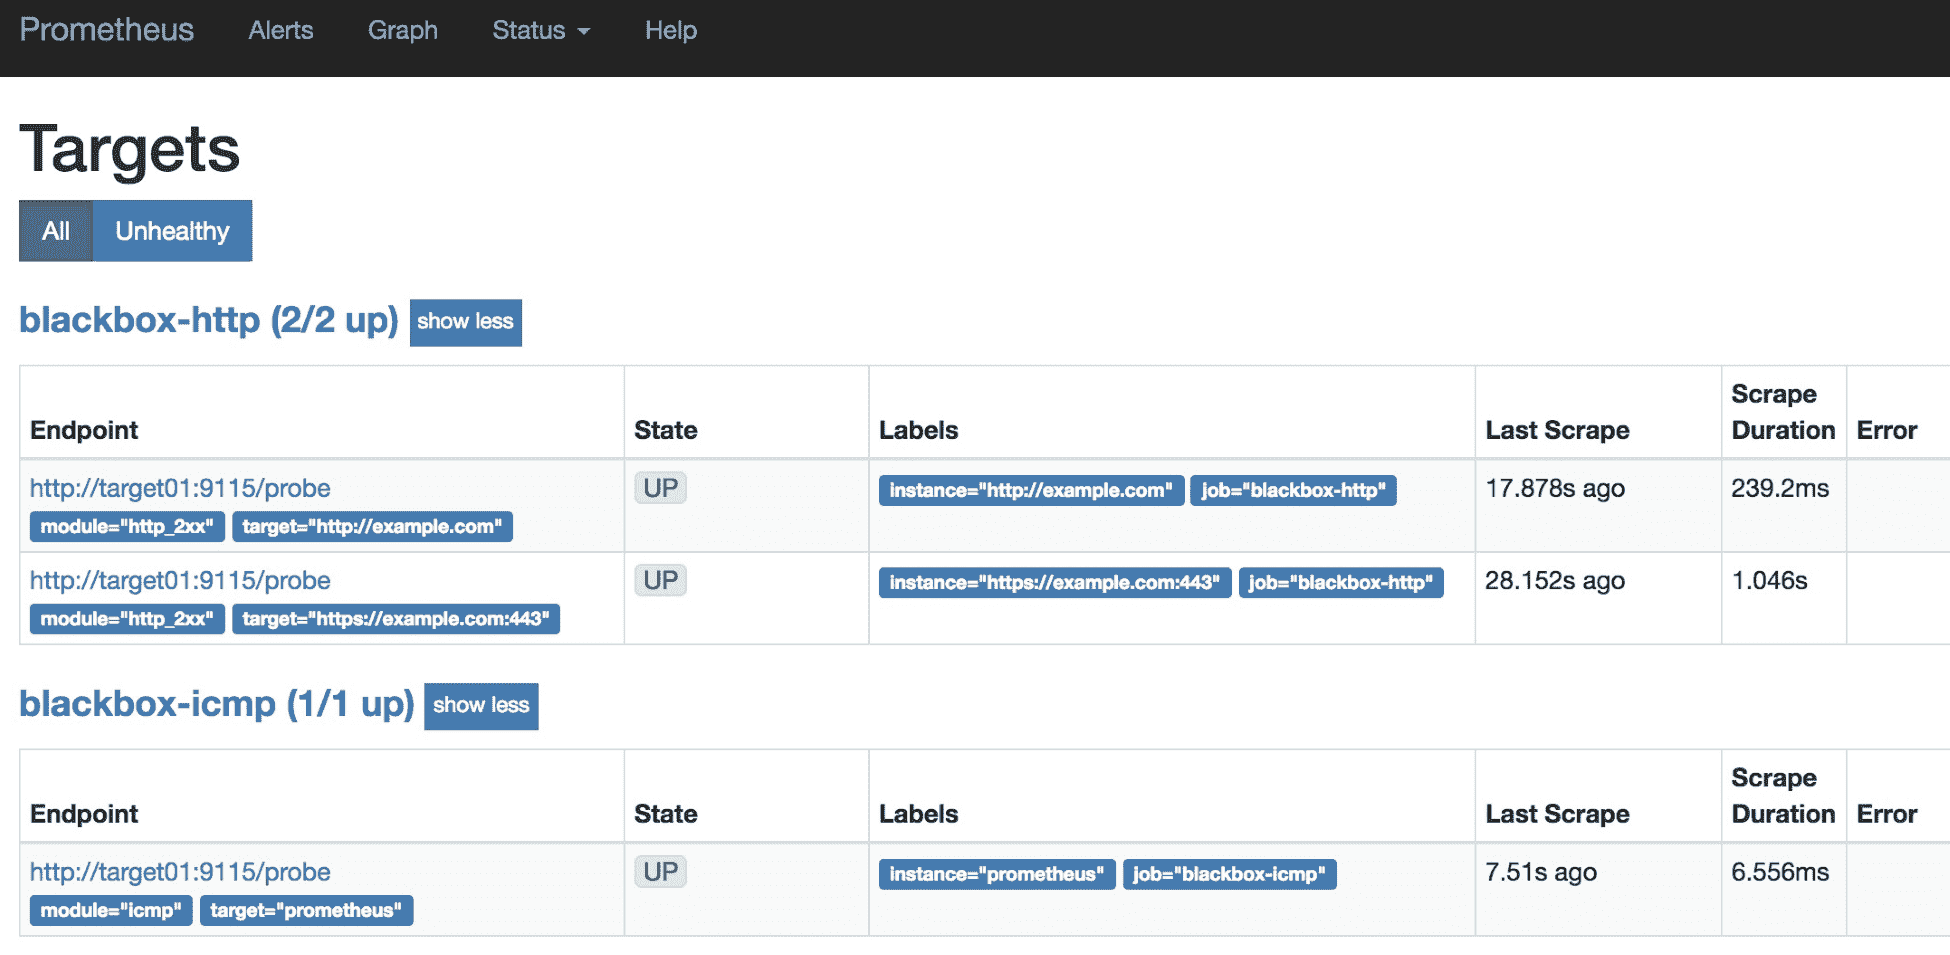 Prometheus Alerts Graph Status Help
Targets
All Unhealthy
blackbox-http (2/2 up) show less
Endpoint State Labels Last Scrape Scrape Duration Error
http://target01:9115/probe UP instance="http://example.com" job="blackbox-http" 17.878s ago 239.2ms
module="http_2xx" target="http://example.com"
http://target01:9115/probe UP instance="https://example.com:443" job="blackbox-http" 28.152s ago 1.046s
module="http_2xx" target="https://example.com:443"
blackbox-icmp (1/1 up) show less
Endpoint State Labels Last Scrape Scrape Duration Error
http://target01:9115/probe UP instance="prometheus" job="blackbox-icmp" 7.51s ago 6.556ms
module="icmp" target="prometheus"